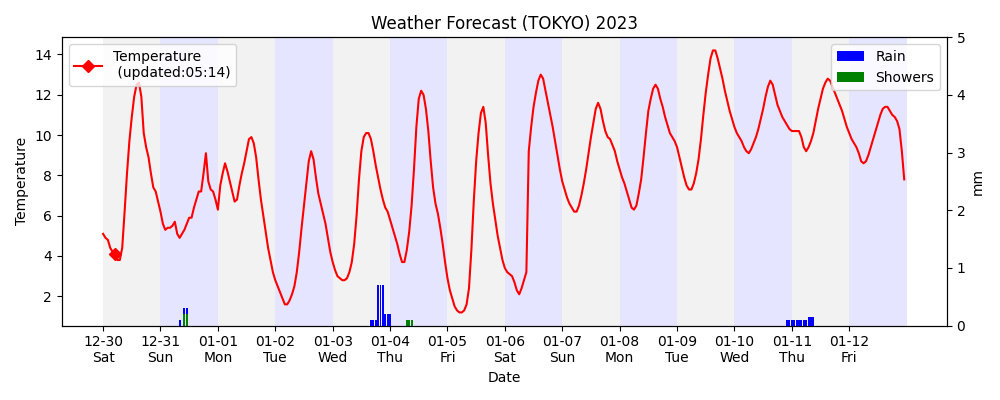 Weather Forecast (TOKYO) 2023
Temperature
(updated:05:14)
Rain
Showers
14
12
10
8
6
4
2
Temperature
5
4
3
2
1
0
mm
12-30 12-31 01-01 01-02 01-03 01-04 01-05 01-06 01-07 01-08 01-09 01-10 01-11 01-12
Sat Sun Mon Tue Wed Thu Fri Sat Sun Mon Tue Wed Thu Fri
Date